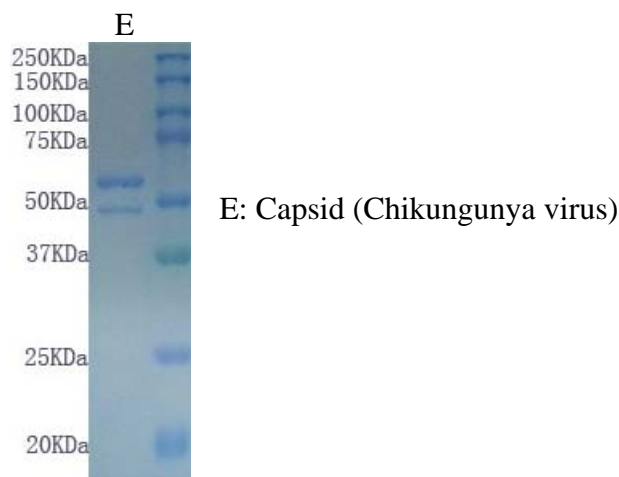 E
250KDa
150KDa
100KDa
75KDa
50KDa
E: Capsid (Chikungunya virus)
37KDa
25KDa
20KDa